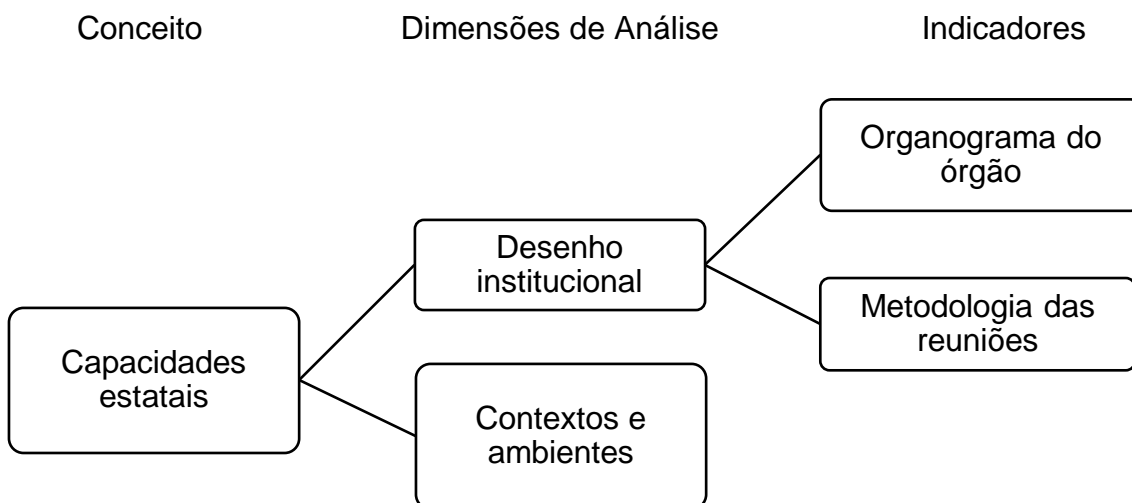 Conceito
Dimensões de Análise
Indicadores
Organograma do
órgão
Desenho
institucional
Metodologia das
reuniões
Capacidades
estatais
Contextos e
ambientes